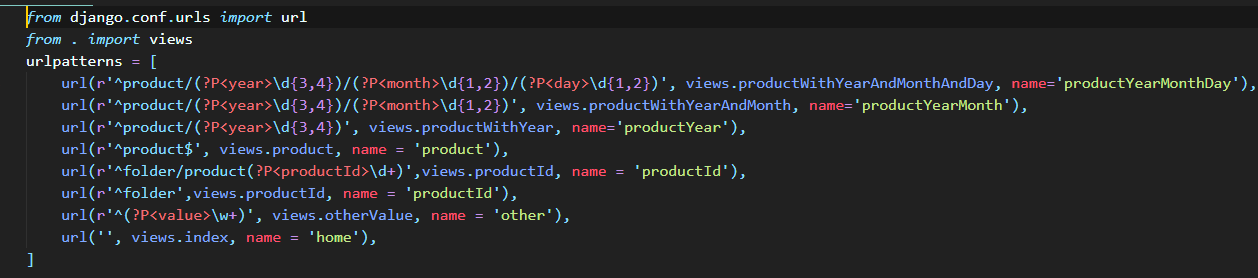 from django.conf.urls import url
from . import views
urlpatterns = [
    url(r'^product/(?P<year>\d{3,4})/(?P<month>\d{1,2})/(?P<day>\d{1,2})', views.productWithYearAndMonthAndDay, name='productYearMonthDay'),
    url(r'^product/(?P<year>\d{3,4})/(?P<month>\d{1,2})', views.productWithYearAndMonth, name='productYearMonth'),
    url(r'^product/(?P<year>\d{3,4})', views.productWithYear, name='productYear'),
    url(r'^product$', views.product, name = 'product'),
    url(r'^folder/product(?P<productId>\d+)',views.productId, name = 'productId'),
    url(r'^folder',views.productId, name = 'productId'),
    url(r'^(?P<value>\w+)', views.otherValue, name = 'other'),
    url('', views.index, name = 'home'),
]